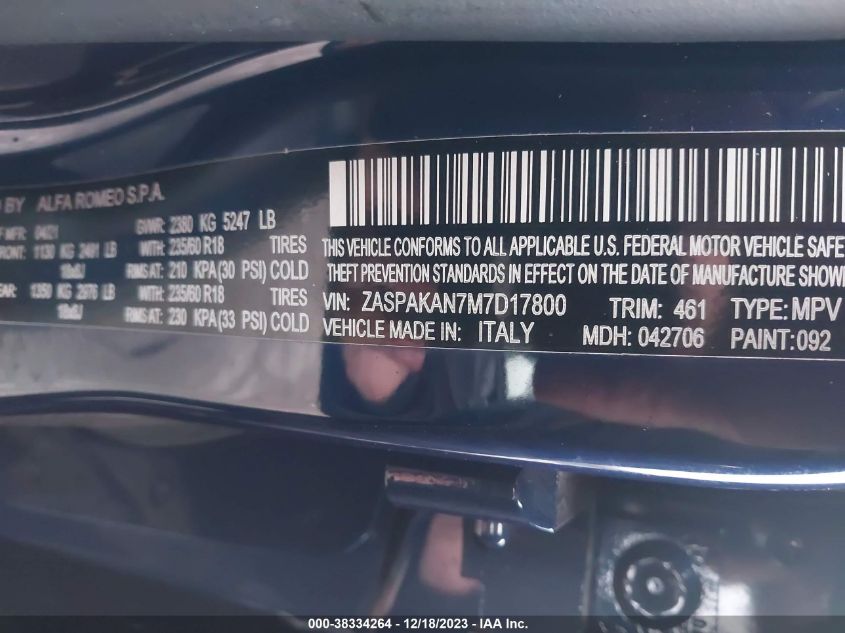 D BY ALFA ROMEO S.P.A.
F MFR: 0421 GVWR: 2380 KG 5247 LB
FRONT: 1130 KG 2491 LB WITH: 235/60 R18 TIRES
RIMS AT: 210 KPA(30 PSI) COLD
EAR: 1350 KG 2976 LB WITH: 235/60 R18 TIRES
RIMS AT: 230 KPA(33 PSI) COLD
THIS VEHICLE CONFORMS TO ALL APPLICABLE U.S. FEDERAL MOTOR VEHICLE SAFE
THEFT PREVENTION STANDARDS IN EFFECT ON THE DATE OF MANUFACTURE SHOW
VIN: ZASPAKAN7M7D17800 TRIM: 461 TYPE: MPV
VEHICLE MADE IN: ITALY MDH: 042706 PAINT:092
000-38334264 - 12/18/2023 - IAA Inc.